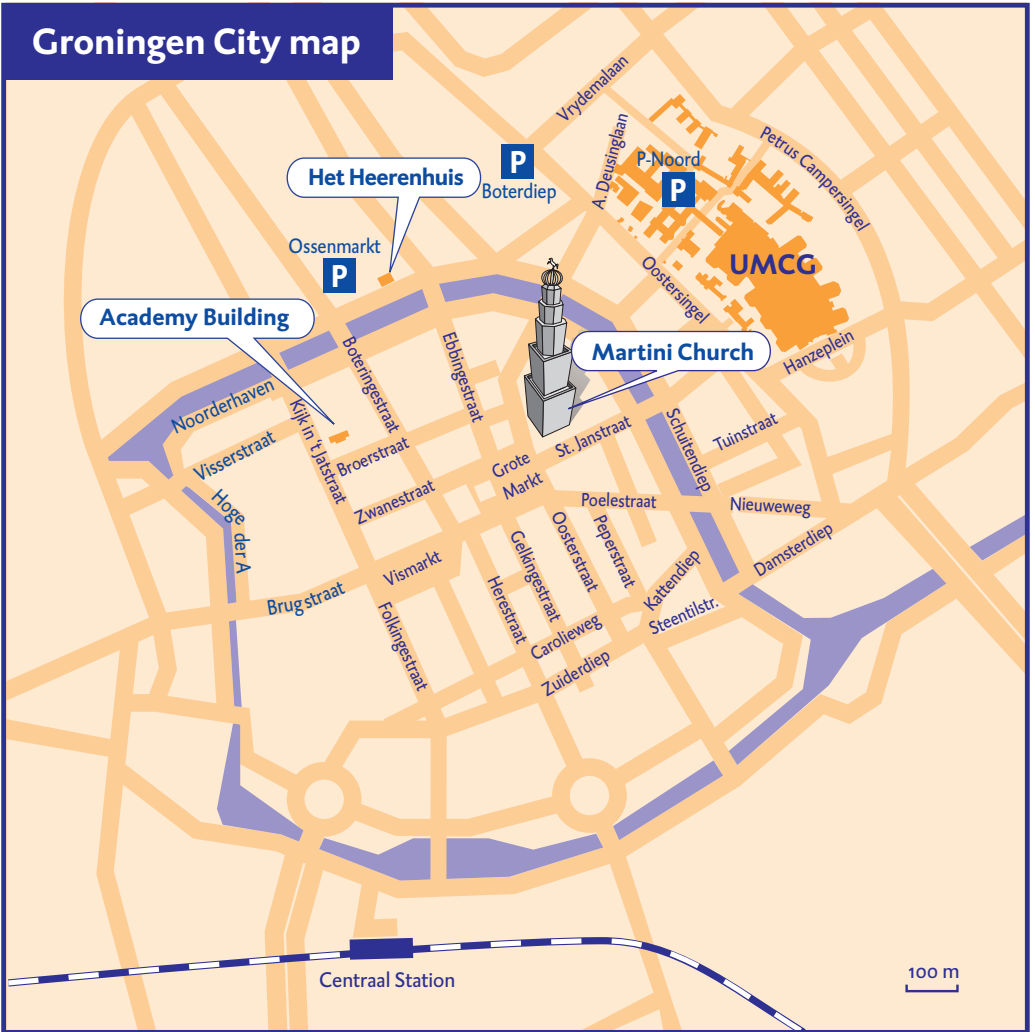 Groningen City map
Vrydemalaan
A. Deusinglaan
P-Noord
P
Petrus Campersingel
P
Boterdiep
Het Heerenhuis
Ossenmarkt
P
UMCG
Oostersingel
Academy Building
Martini Church
Hanzeplein
Boteringestraat
Ebbingestraat
Noorderhaven
Kijk in 't Jatstraat
Visserstraat
Broerstraat
Zwanestraat
Grote
Markt
St. Janstraat
Schuitendiep
Tuinstraat
Hoge der A
Poelestraat
Nieuweweg
Damsterdiep
Vismarkt
Brugstraat
Folkingestraat
Herestraat
Gelkingestraat
Oosterstraat
Peperstraat
Kattendiep
Steentilstr.
Carolieweg
Zuiderdiep
Centraal Station
100 m